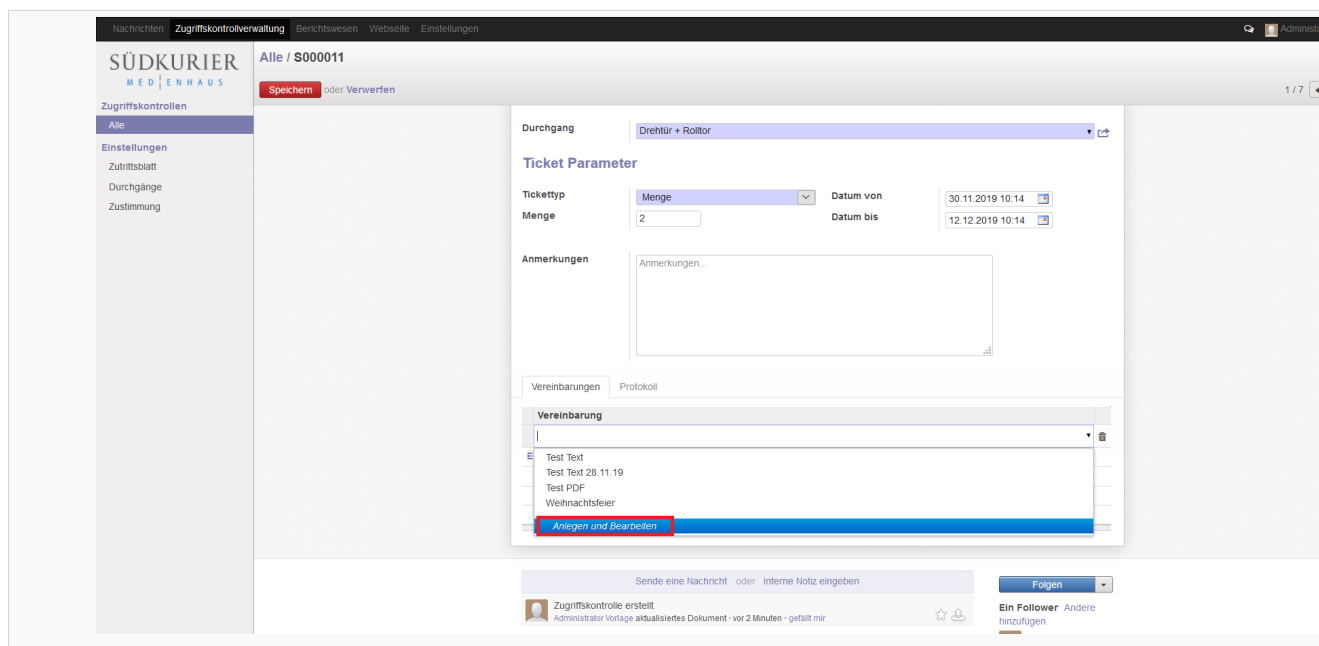 Nachrichten Zugriffskontrollverwaltung Berichtswesen Webseite Einstellungen
SÜDKURIER
MEDIENHAUS
Zugriffskontrollen
Alle
Einstellungen
Zutrittsblatt
Durchgänge
Zustimmung
Alle / S000011
Speichern oder Verwerfen
1 / 7
Durchgang Drehtür + Rolltor
Ticket Parameter
Tickettyp Menge Datum von 30.11.2019 10:14
Menge 2 Datum bis 12.12.2019 10:14
Anmerkungen Anmerkungen...
Vereinbarungen Protokoll
Vereinbarung
Test Text
Test Text 28.11.19
Test PDF
Weihnachtsfeier
Anlegen und Bearbeiten
Sende eine Nachricht oder Interne Notiz eingeben
Zugriffskontrolle erstellt
Administrator Vorlage aktualisiertes Dokument - vor 2 Minuten - gefällt mir
Folgen
Ein Follower Andere
hinzufügen